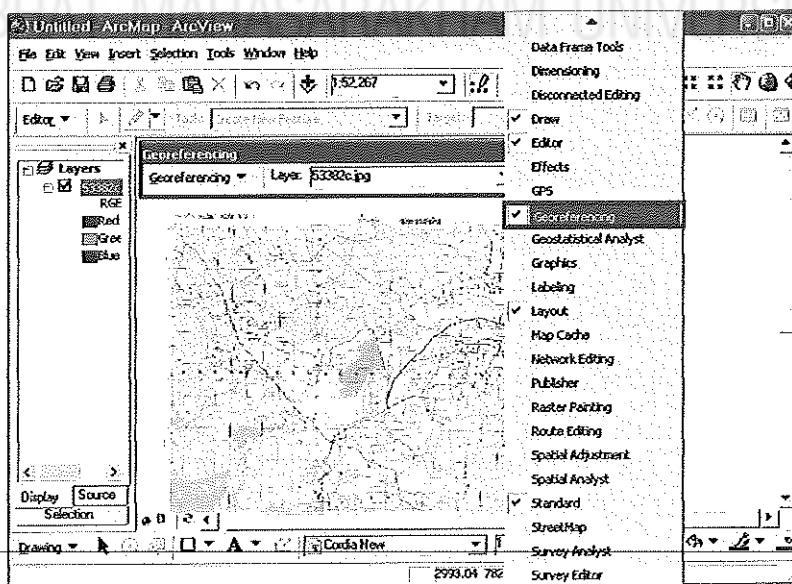 Untitled - ArcMap - ArcView
File Edit View Insert Selection Tools Window Help
1:52,267
Editor
Georeferencing
Georeferencing Layer: 53382c.jpg
Layers
RGB
Red
Gree
Blue
Display Source
Selection
Drawing A Cordia New
2993.04 782
Data Frame Tools
Dimensioning
Disconnected Editing
Draw
Editor
Effects
GPS
Georeferencing
Geostatistical Analyst
Graphics
Labeling
Layout
Map Cache
Network Editing
Publisher
Raster Painting
Route Editing
Spatial Adjustment
Spatial Analyst
Standard
StreetMap
Survey Analyst
Survey Editor